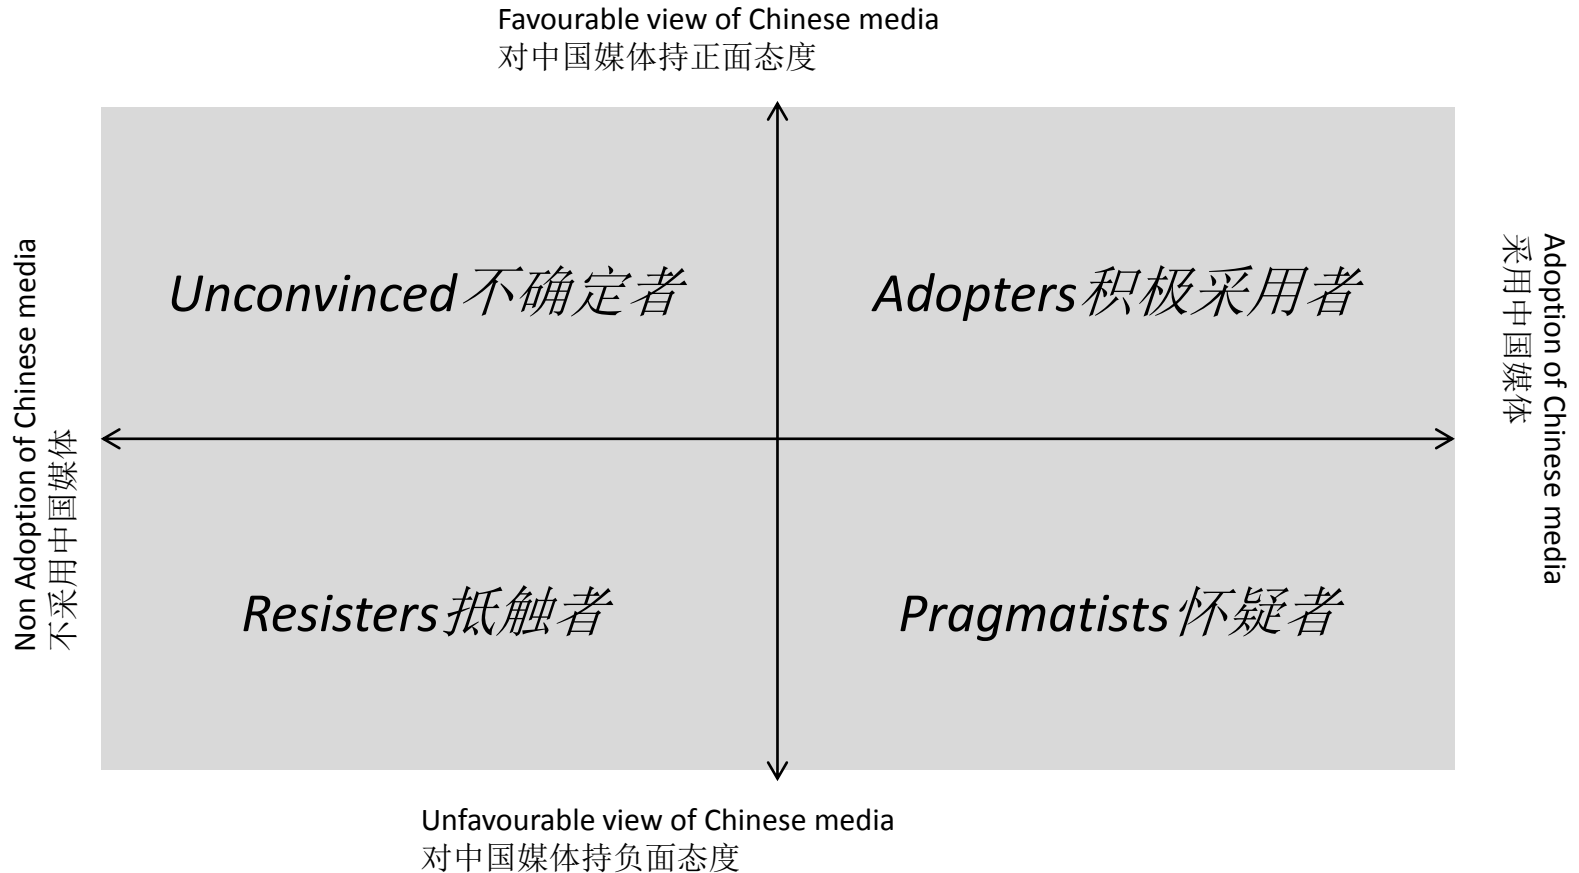 Favourable view of Chinese media
对中国媒体持正面态度
Unconvinced不确定者
Adopters积极采用者
Non Adoption of Chinese media
不采用中国媒体
Adoption of Chinese media
采用中国媒体
Resisters抵触者
Pragmatists怀疑者
Unfavourable view of Chinese media
对中国媒体持负面态度